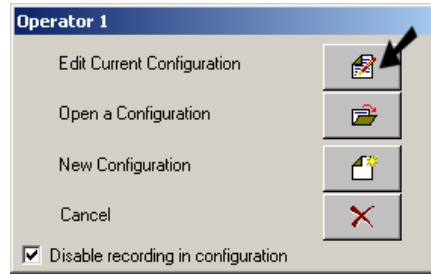 Operator 1
Edit Current Configuration
Open a Configuration
New Configuration
Cancel
Disable recording in configuration